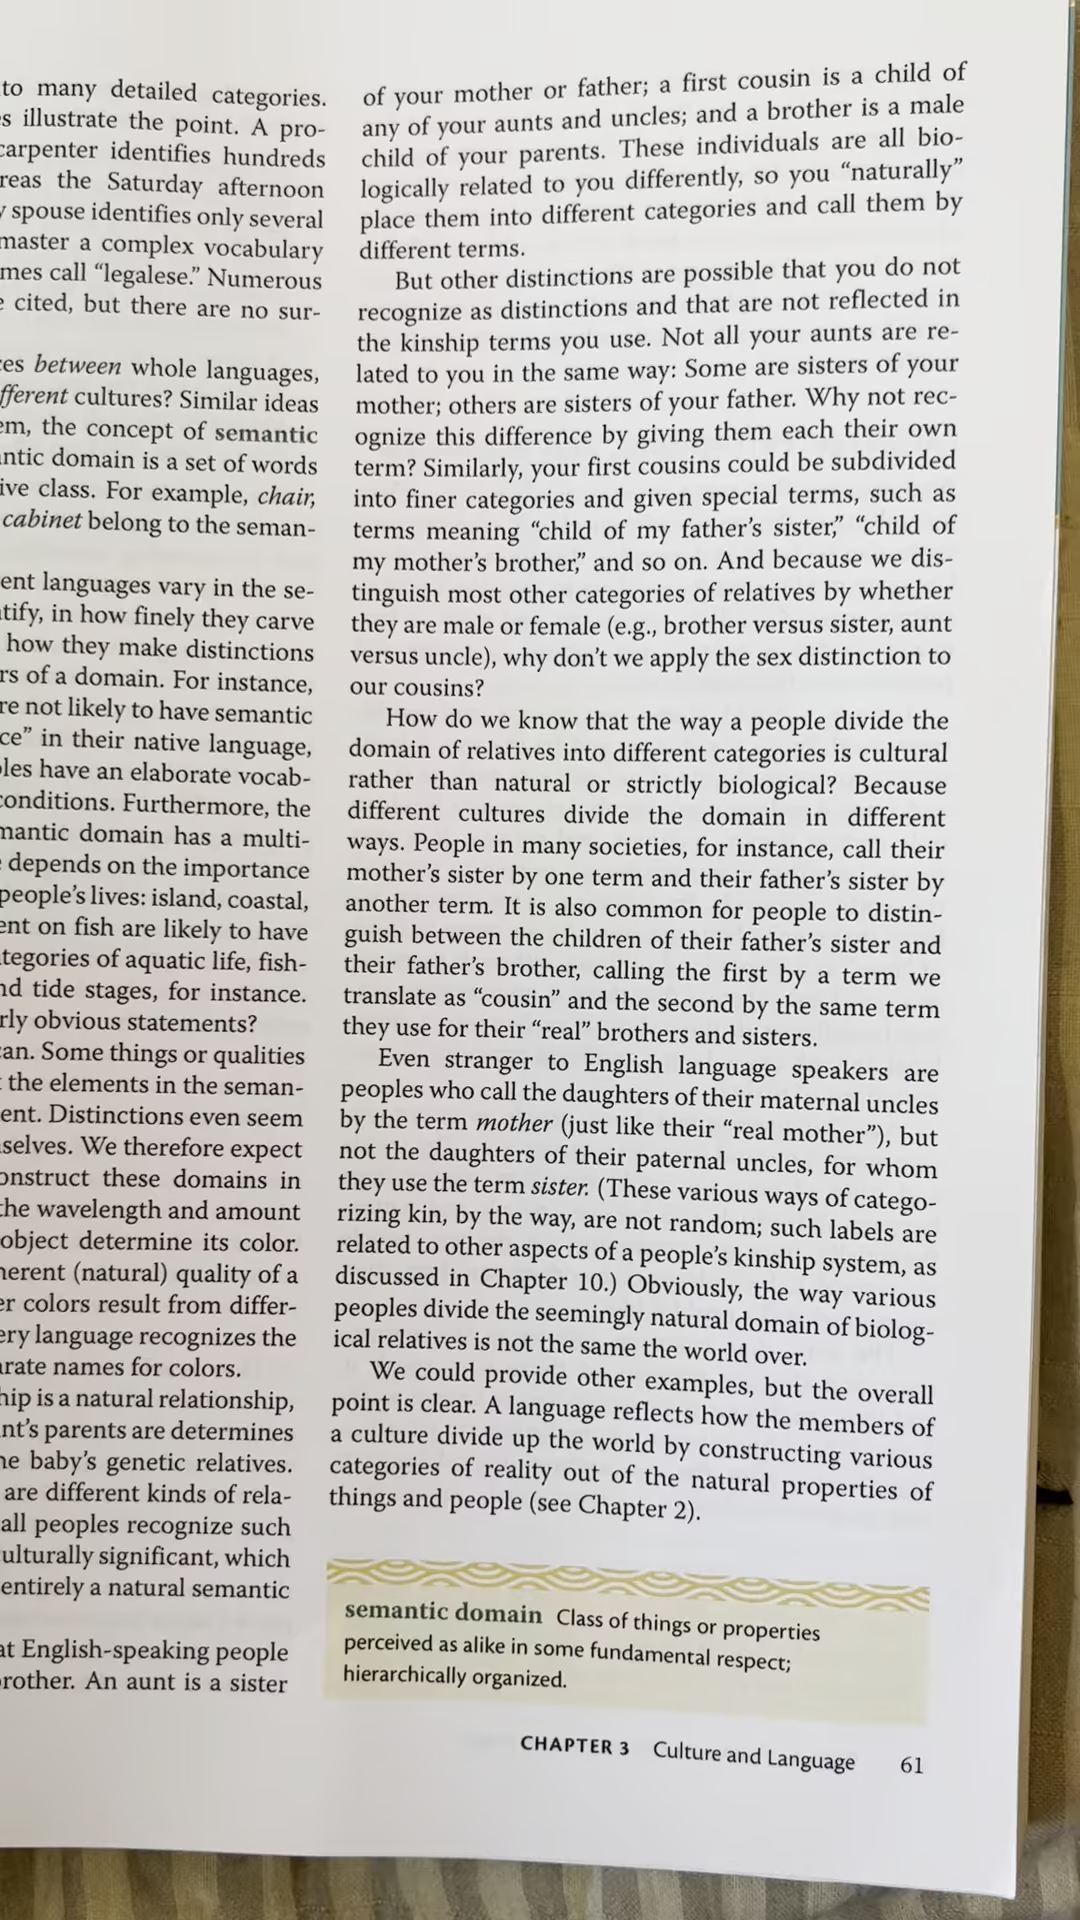 to many detailed categories.
s illustrate the point. A pro-
carpenter identifies hundreds
reas the Saturday afternoon
y spouse identifies only several
master a complex vocabulary
mes call “legalese.” Numerous
e cited, but there are no sur-
ces between whole languages,
fferent cultures? Similar ideas
em, the concept of semantic
ntic domain is a set of words
ive class. For example, chair,
cabinet belong to the seman-
ent languages vary in the se-
ntify, in how finely they carve
how they make distinctions
rs of a domain. For instance,
re not likely to have semantic
ce” in their native language,
les have an elaborate vocab-
conditions. Furthermore, the
mantic domain has a multi-
depends on the importance
people’s lives: island, coastal,
ent on fish are likely to have
tegories of aquatic life, fish-
nd tide stages, for instance.
rly obvious statements?
can. Some things or qualities
the elements in the seman-
ent. Distinctions even seem
selves. We therefore expect
onstruct these domains in
the wavelength and amount
object determine its color.
herent (natural) quality of a
er colors result from differ-
ery language recognizes the
arate names for colors.
hip is a natural relationship,
nt’s parents are determines
he baby’s genetic relatives.
are different kinds of rela-
all peoples recognize such
ulturally significant, which
entirely a natural semantic
at English-speaking people
brother. An aunt is a sister
of your mother or father; a first cousin is a child of
any of your aunts and uncles; and a brother is a male
child of your parents. These individuals are all bio-
logically related to you differently, so you “naturally”
place them into different categories and call them by
different terms.
But other distinctions are possible that you do not
recognize as distinctions and that are not reflected in
the kinship terms you use. Not all your aunts are re-
lated to you in the same way: Some are sisters of your
mother; others are sisters of your father. Why not rec-
ognize this difference by giving them each their own
term? Similarly, your first cousins could be subdivided
into finer categories and given special terms, such as
terms meaning “child of my father’s sister,” “child of
my mother’s brother,” and so on. And because we dis-
tinguish most other categories of relatives by whether
they are male or female (e.g., brother versus sister, aunt
versus uncle), why don’t we apply the sex distinction to
our cousins?
How do we know that the way a people divide the
domain of relatives into different categories is cultural
rather than natural or strictly biological? Because
different cultures divide the domain in different
ways. People in many societies, for instance, call their
mother’s sister by one term and their father’s sister by
another term. It is also common for people to distin-
guish between the children of their father’s sister and
their father’s brother, calling the first by a term we
translate as “cousin” and the second by the same term
they use for their “real” brothers and sisters.
Even stranger to English language speakers are
peoples who call the daughters of their maternal uncles
by the term mother (just like their “real mother”), but
not the daughters of their paternal uncles, for whom
they use the term sister. (These various ways of catego-
rizing kin, by the way, are not random; such labels are
related to other aspects of a people’s kinship system, as
discussed in Chapter 10.) Obviously, the way various
peoples divide the seemingly natural domain of biolog-
ical relatives is not the same the world over.
We could provide other examples, but the overall
point is clear. A language reflects how the members of
a culture divide up the world by constructing various
categories of reality out of the natural properties of
things and people (see Chapter 2).
semantic domain Class of things or properties
perceived as alike in some fundamental respect;
hierarchically organized.
CHAPTER 3 Culture and Language 61